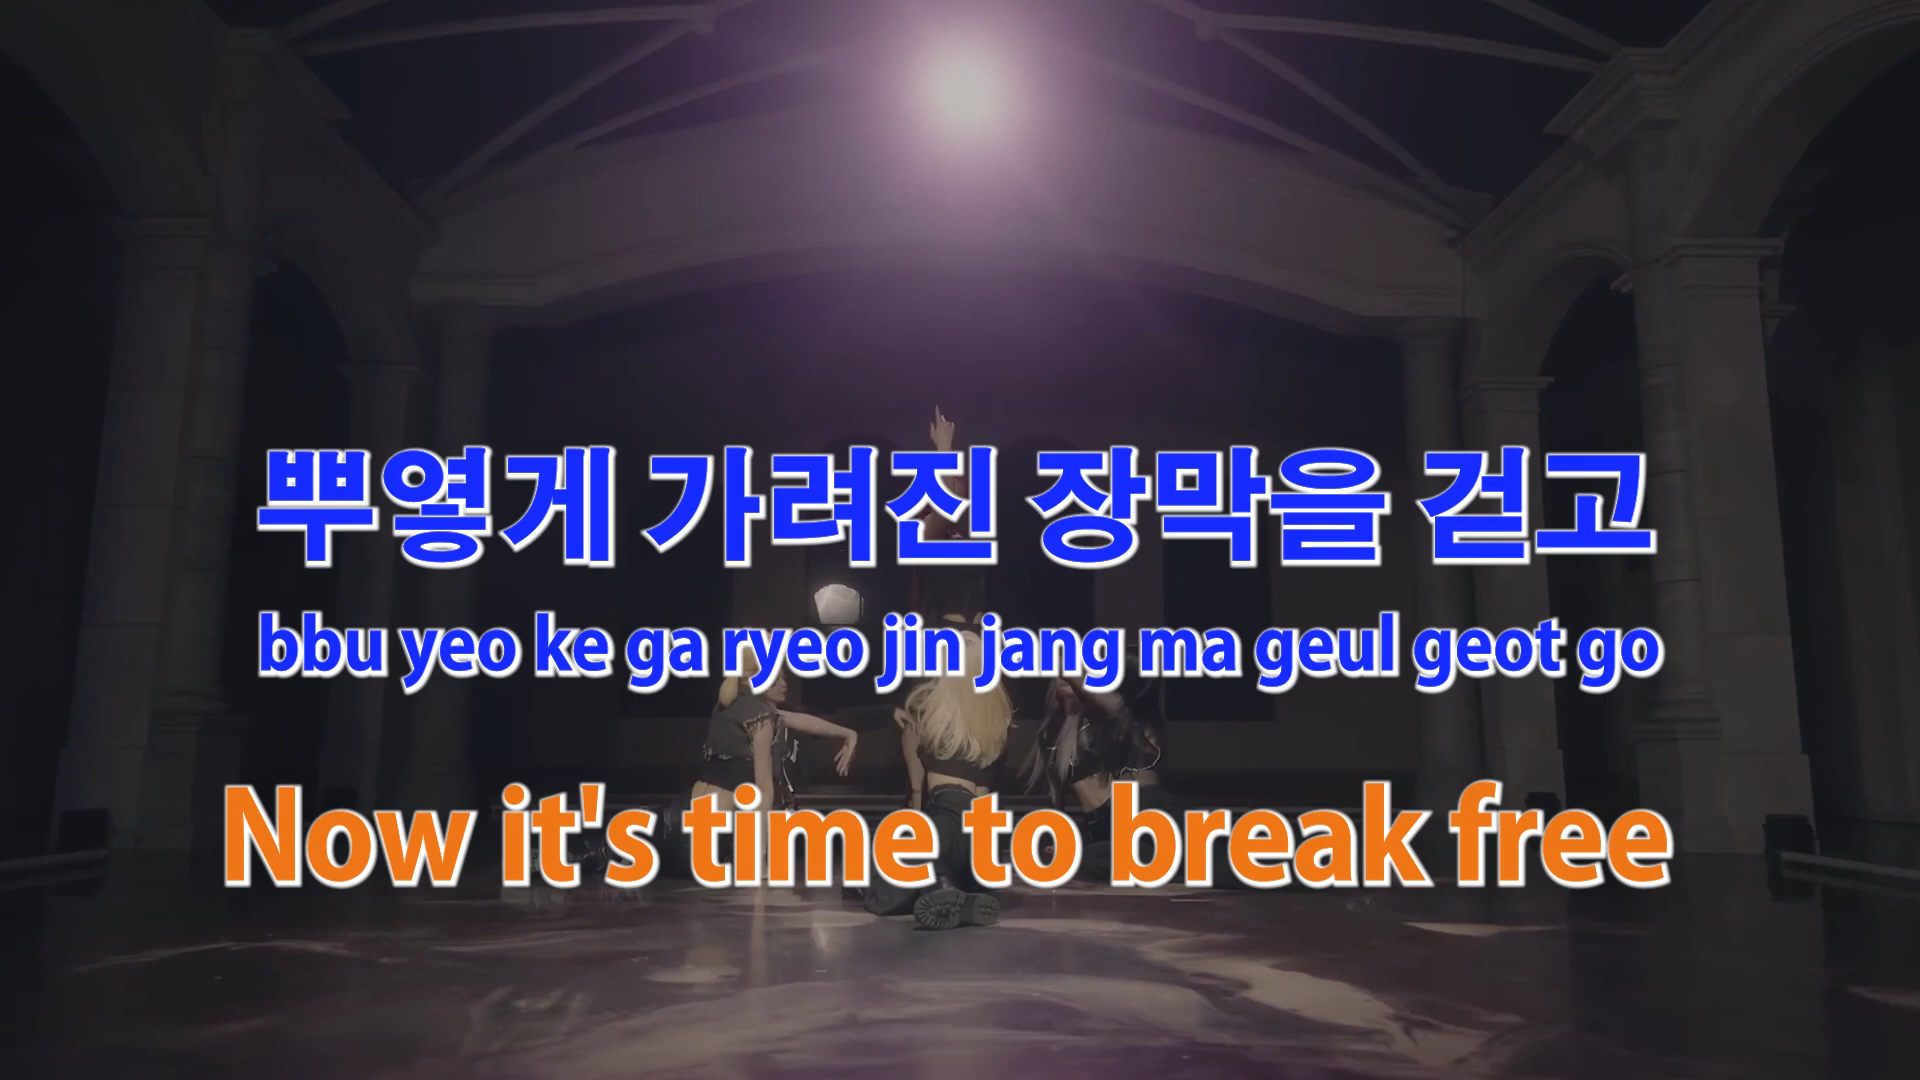 뿌옇게 가려진 장막을 걷고
bbu yeo ke ga ryeo jin jang ma geul geot go
Now it's time to break free